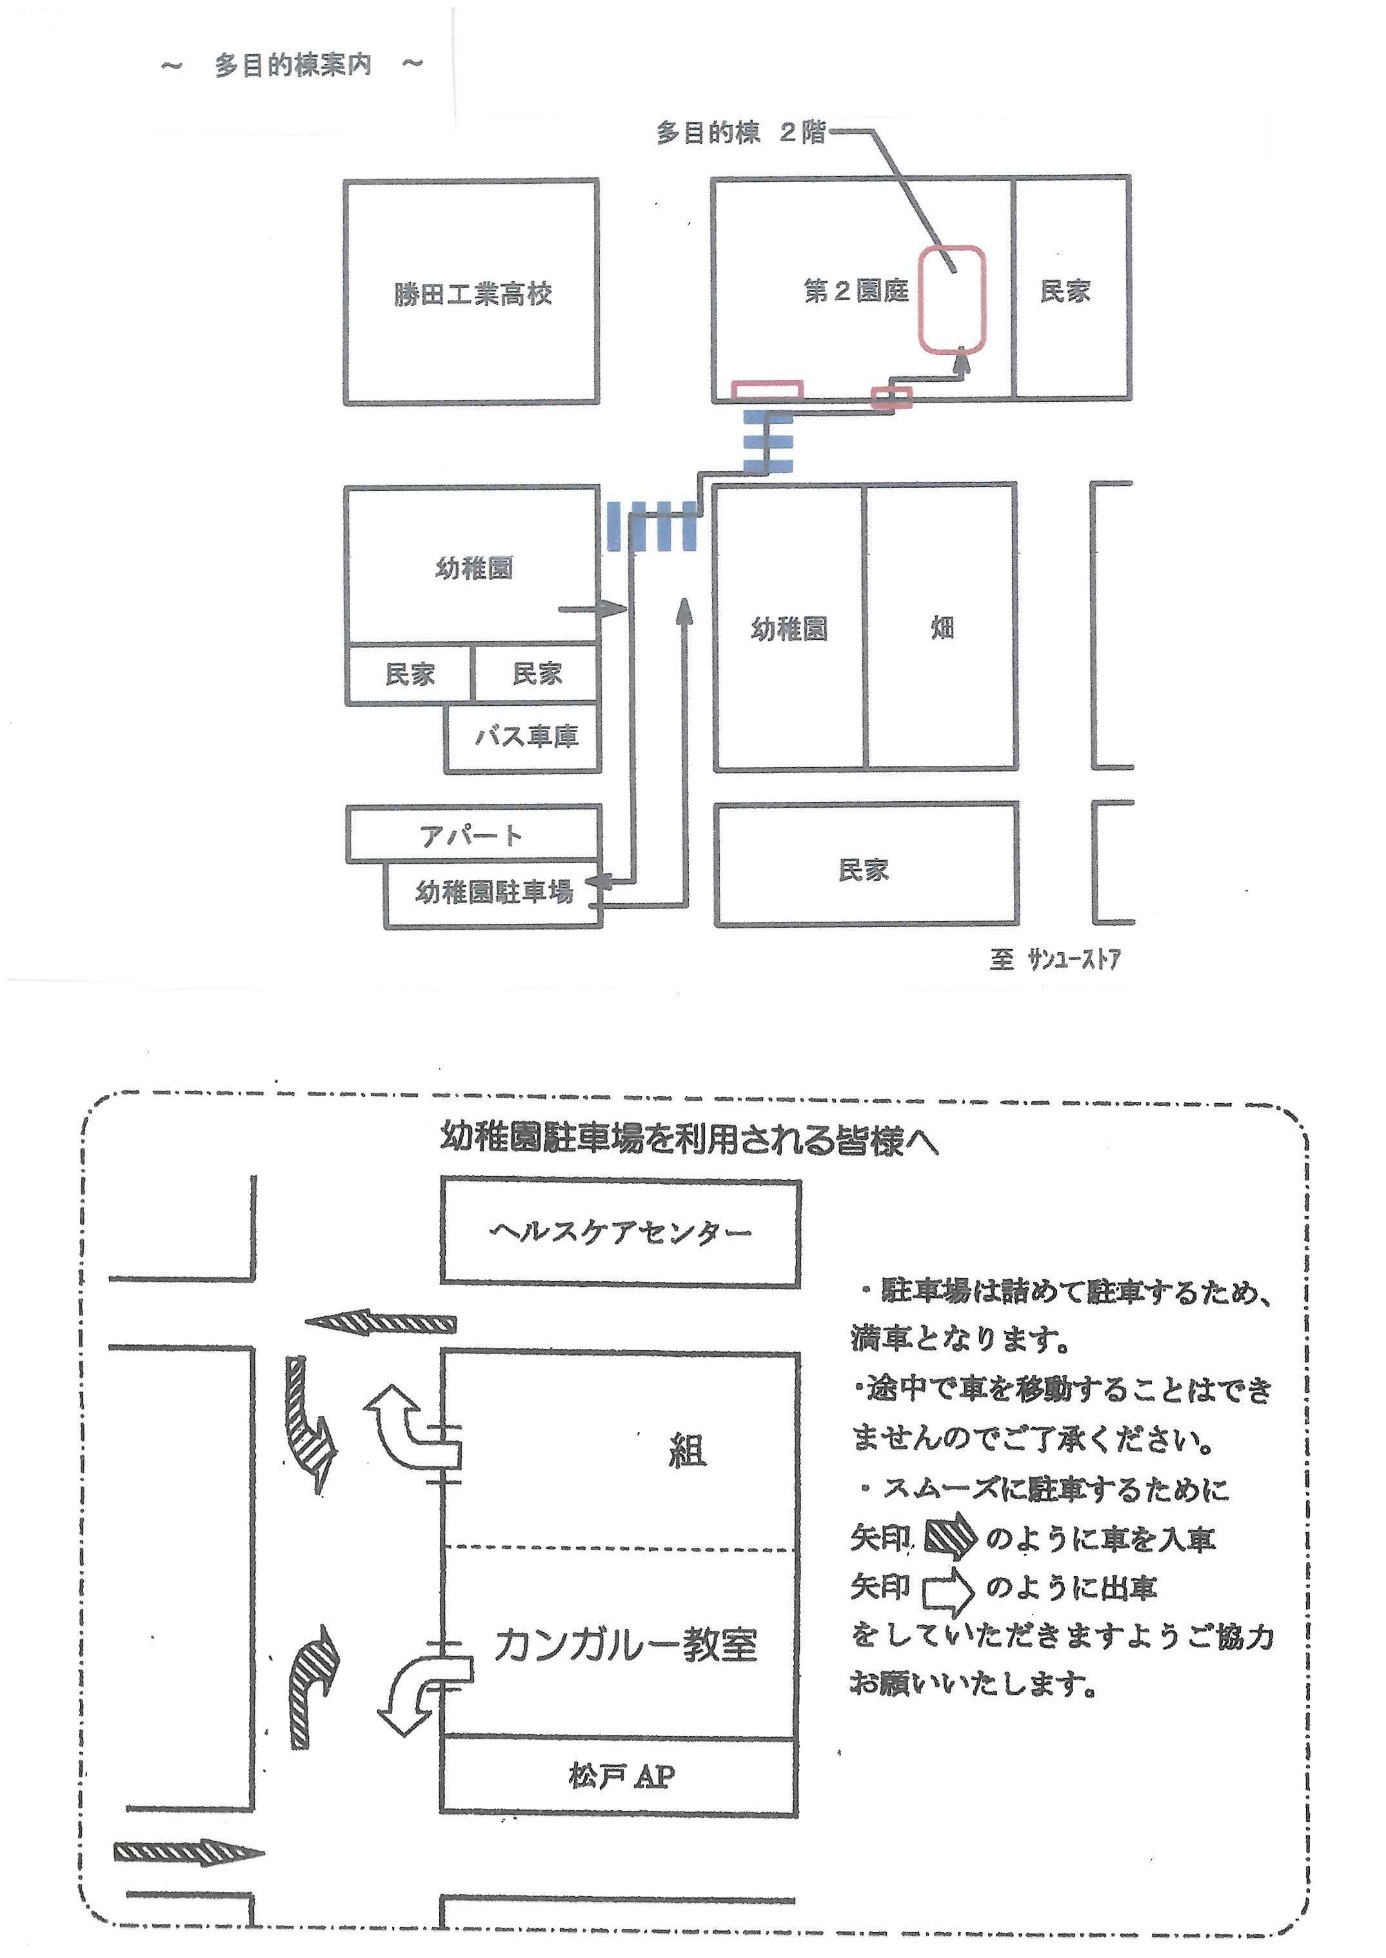 ～ 多目的棟案内 ～
多目的棟 2階
勝田工業高校
第2園庭
民家
幼稚園
幼稚園
畑
民家
民家
バス車庫
アパート
幼稚園駐車場
民家
至 サンユーストア
幼稚園駐車場を利用される皆様へ
ヘルスケアセンター
組
カンガルー教室
松戸AP
・駐車場は詰めて駐車するため、
満車となります。
・途中で車を移動することはでき
ませんのでご了承ください。
・スムーズに駐車するために
矢印 のように車を入車
矢印 のように出車
をしていただきますようご協力
お願いいたします。